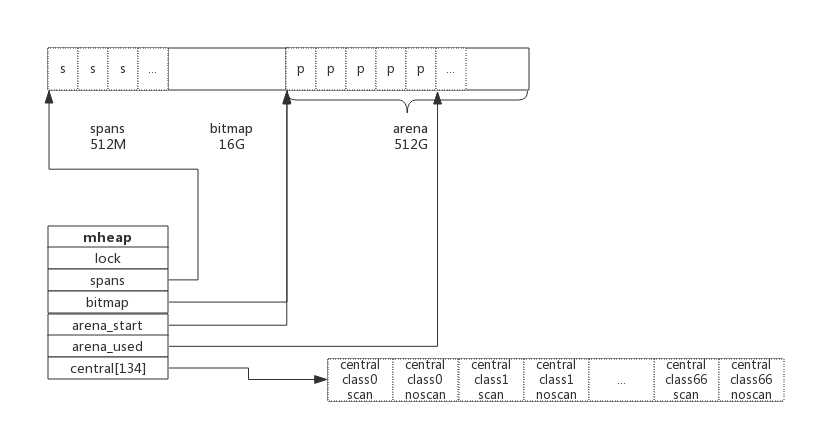 s s s ... p p p p p ...
spans bitmap arena
512M 16G 512G
mheap
lock
spans
bitmap
arena_start
arena_used
central[134]
central central central central central central
class0 class0 class1 class1 ... class66 class66
scan noscan scan noscan scan noscan